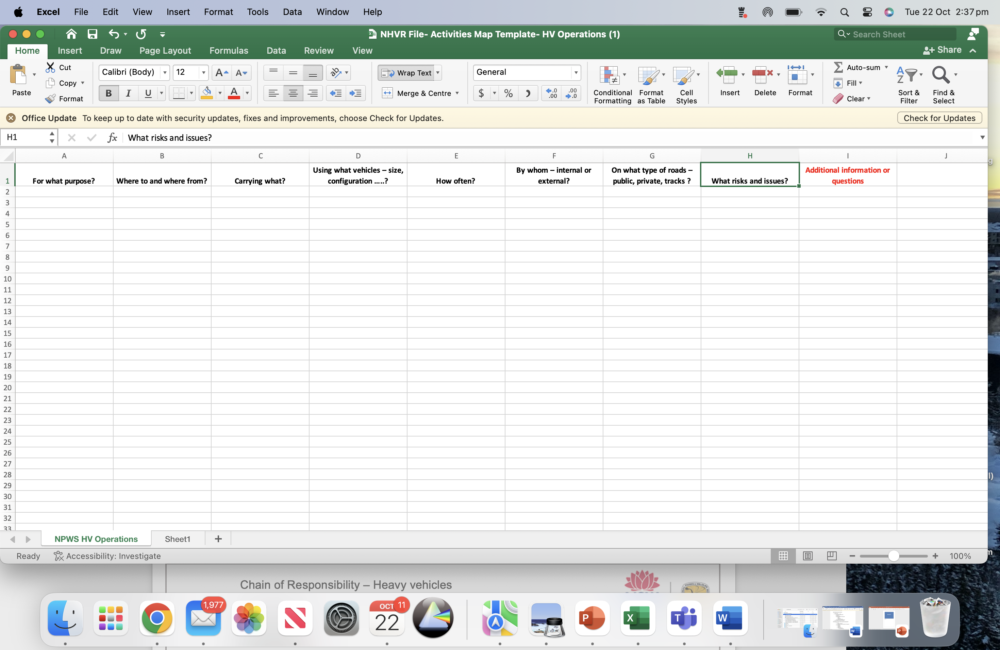 Excel File Edit View Insert Format Tools Data Window Help Tue 22 Oct 2:37 pm
NHVR File- Activities Map Template- HV Operations (1) Search Sheet
Home Insert Draw Page Layout Formulas Data Review View Share
Paste Cut Copy Format
Calibri (Body) 12 A A
B I U A
ab Wrap Text
Merge & Centre
General
$ % .0 .00 .00 .0
Conditional Formatting
Format as Table
Cell Styles
Insert Delete Format
Auto-sum
Fill
Clear
A Z Sort & Filter
Find & Select
Office Update To keep up to date with security updates, fixes and improvements, choose Check for Updates. Check for Updates
H1 fx What risks and issues?
A B C D E F G H I J
1
For what purpose?
Where to and where from?
Carrying what?
Using what vehicles – size,
configuration .....?
How often?
By whom – internal or
external?
On what type of roads –
public, private, tracks ?
What risks and issues?
Additional information or
questions
2
3
4
5
6
7
8
9
10
11
12
13
14
15
16
17
18
19
20
21
22
23
24
25
26
27
28
29
30
31
32
33
NPWS HV Operations Sheet1 +
Ready Accessibility: Investigate 100%
Chain of Responsibility – Heavy vehicles
1,977
OCT 11
22
P X T W
W P
g
l)
m